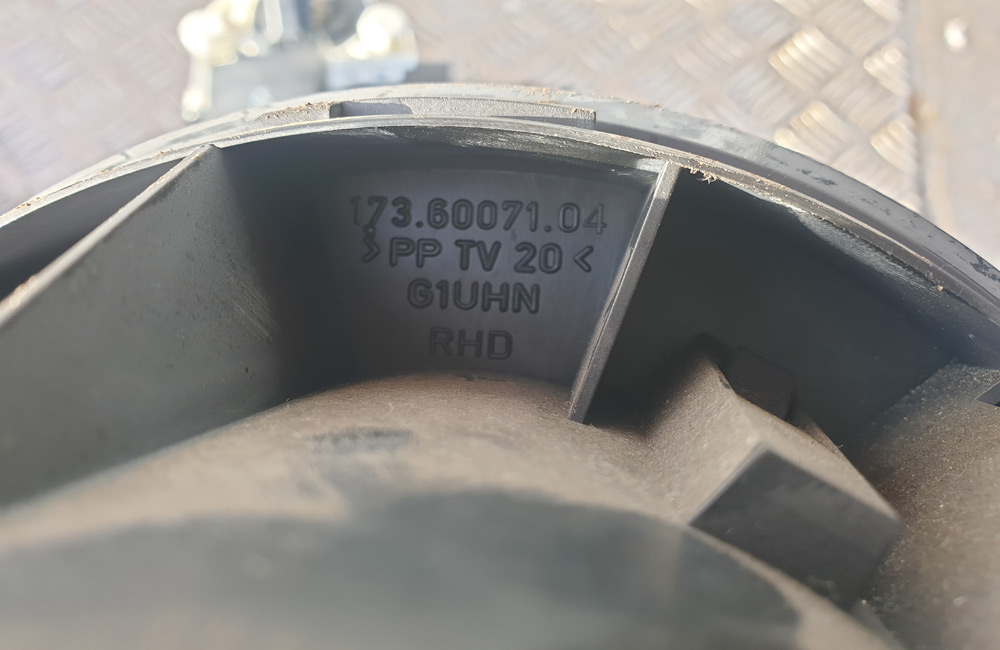 173.60071.04
>PP TV 20<
G1UHN
RHD